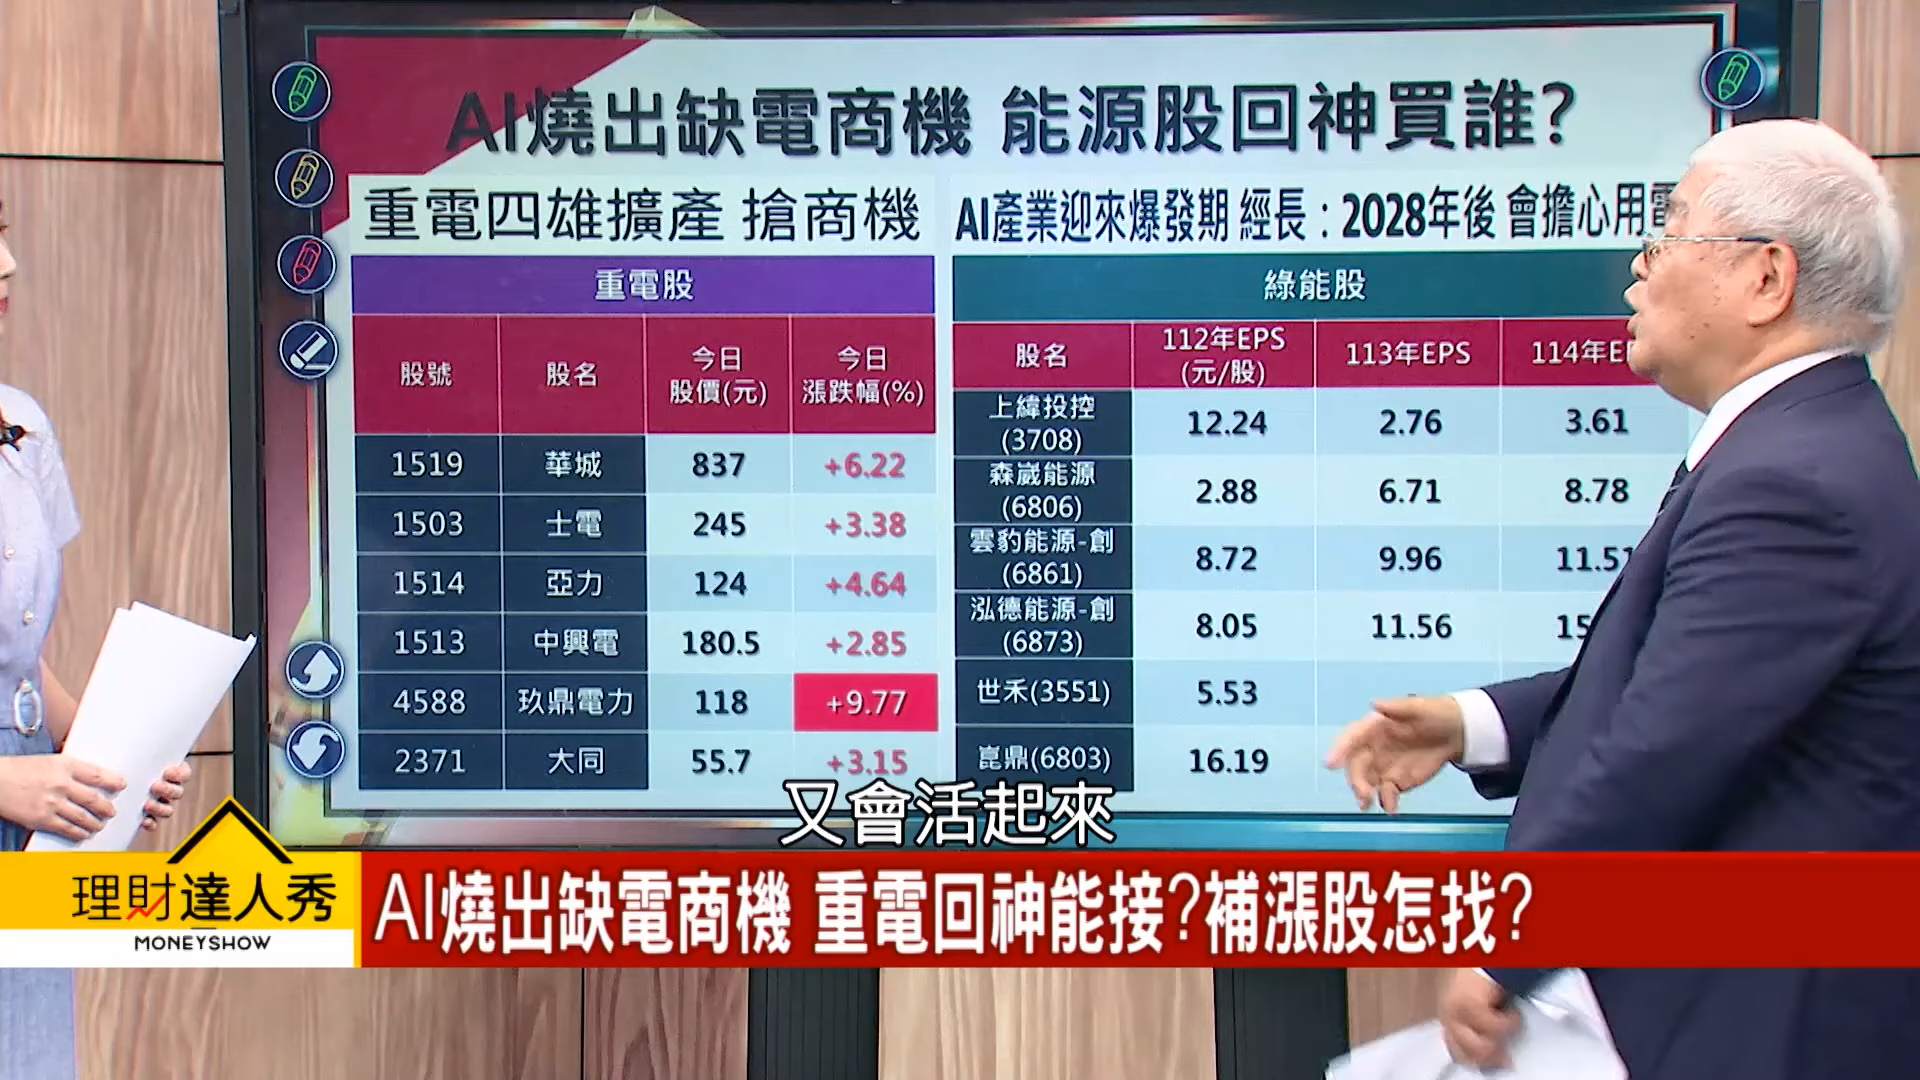 AI燒出缺電商機 能源股回神買誰?
重電四雄擴產 搶商機
重電股
股號 股名 今日股價(元) 今日漲跌幅(%)
1519 華城 837 +6.22
1503 士電 245 +3.38
1514 亞力 124 +4.64
1513 中興電 180.5 +2.85
4588 玖鼎電力 118 +9.77
2371 大同 55.7 +3.15
AI產業迎來爆發期 經長：2028年後 會擔心用電
綠能股
股名 112年EPS(元/股) 113年EPS 114年E
上緯投控(3708) 12.24 2.76 3.61
森崴能源(6806) 2.88 6.71 8.78
雲豹能源-創(6861) 8.72 9.96 11.51
泓德能源-創(6873) 8.05 11.56 15
世禾(3551) 5.53
崑鼎(6803) 16.19
又會活起來
理財達人秀
MONEYSHOW
AI燒出缺電商機 重電回神能接?補漲股怎找?